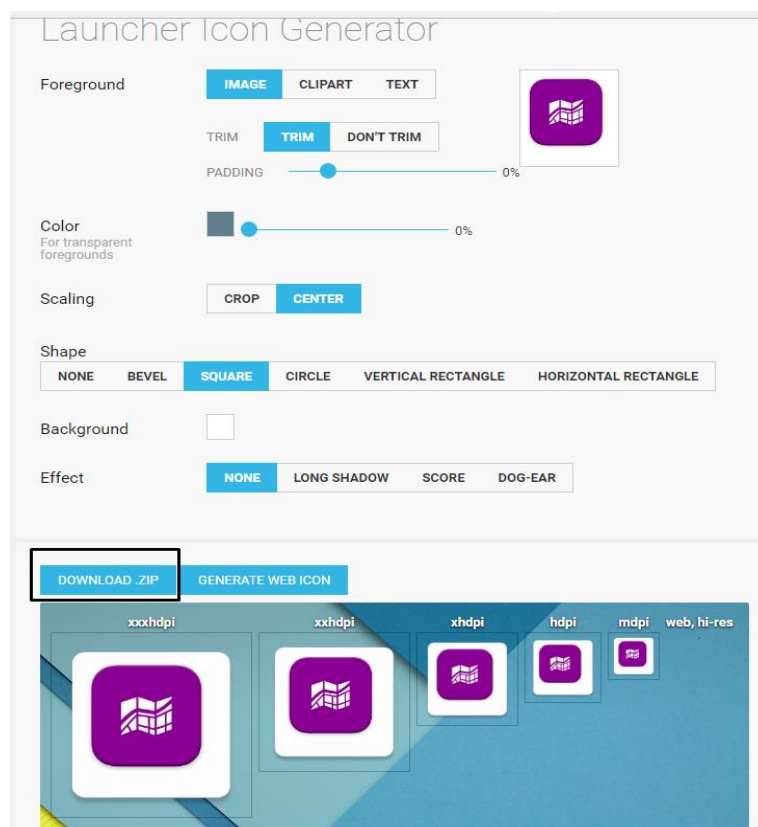 Launcher Icon Generator
Foreground
IMAGE CLIPART TEXT
TRIM TRIM DON'T TRIM
PADDING 0%
Color
For transparent
foregrounds
0%
Scaling
CROP CENTER
Shape
NONE BEVEL SQUARE CIRCLE VERTICAL RECTANGLE HORIZONTAL RECTANGLE
Background
Effect
NONE LONG SHADOW SCORE DOG-EAR
DOWNLOAD .ZIP GENERATE WEB ICON
xxxhdpi xxhdpi xhdpi hdpi mdpi web, hi-res